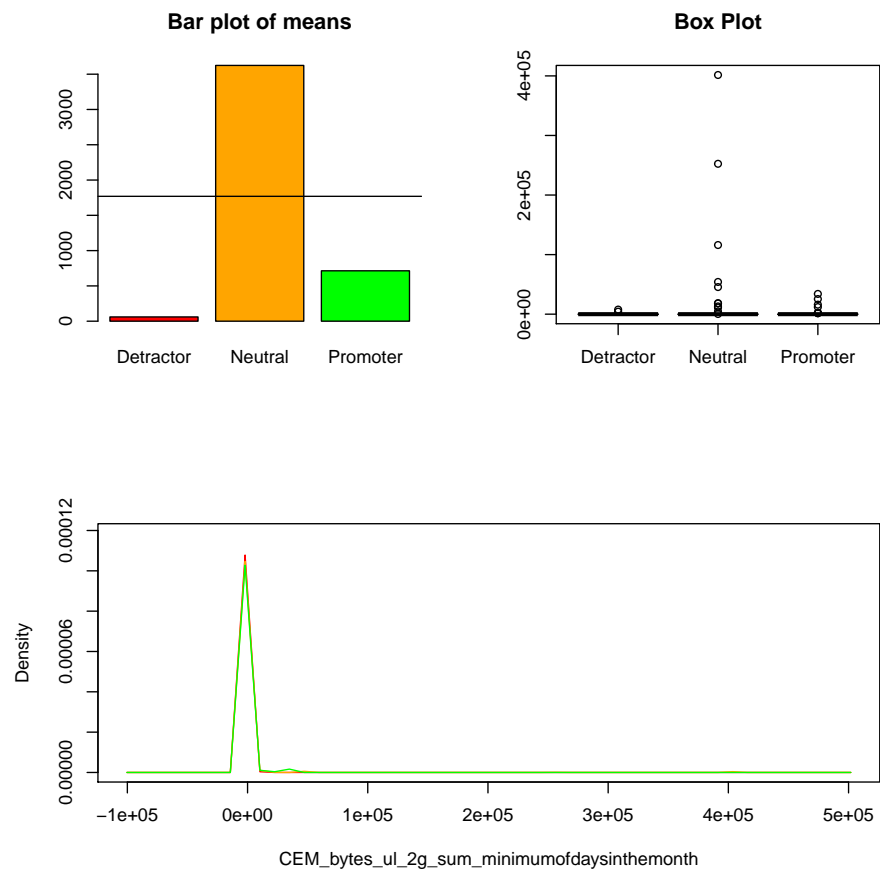 Bar plot of means
3000
2000
1000
0
Detractor Neutral Promoter
Box Plot
4e+05
2e+05
0e+00
Detractor Neutral Promoter
0.00012
0.00006
0.00000
Density
−1e+05 0e+00 1e+05 2e+05 3e+05 4e+05 5e+05
CEM_bytes_ul_2g_sum_minimumofdaysinthemonth